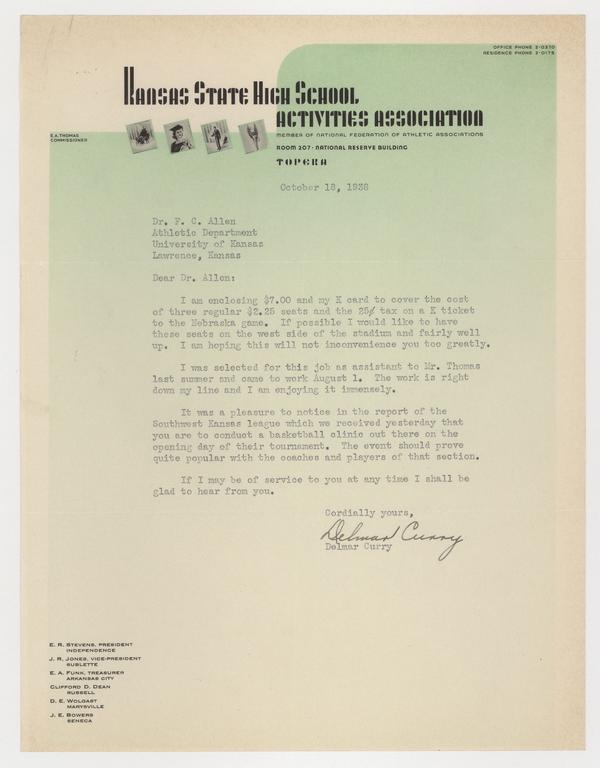 OFFICE PHONE 2-0370
RESIDENCE PHONE 2-0175
KANSAS STATE HIGH SCHOOL
ACTIVITIES ASSOCIATION
E.A. THOMAS
COMMISSIONER
MEMBER OF NATIONAL FEDERATION OF ATHLETIC ASSOCIATIONS
ROOM 207 · NATIONAL RESERVE BUILDING
TOPEKA
October 18, 1938
Dr. F. C. Allen
Athletic Department
University of Kansas
Lawrence, Kansas
Dear Dr. Allen:
I am enclosing $7.00 and my K card to cover the cost
of three regular $2.25 seats and the 25¢ tax on a K ticket
to the Nebraska game. If possible I would like to have
these seats on the west side of the stadium and fairly well
up. I am hoping this will not inconvenience you too greatly.
I was selected for this job as assistant to Mr. Thomas
last summer and came to work August 1. The work is right
down my line and I am enjoying it immensely.
It was a pleasure to notice in the report of the
Southwest Kansas league which we received yesterday that
you are to conduct a basketball clinic out there on the
opening day of their tournament. The event should prove
quite popular with the coaches and players of that section.
If I may be of service to you at any time I shall be
glad to hear from you.
Cordially yours,
Delmar Curry
Delmar Curry
E. R. STEVENS, PRESIDENT
INDEPENDENCE
J. R. JONES, VICE-PRESIDENT
SUBLETTE
E. A. FUNK, TREASURER
ARKANSAS CITY
CLIFFORD D. DEAN
RUSSELL
D. E. WOLGAST
MARYSVILLE
J. E. BOWERS
SENECA